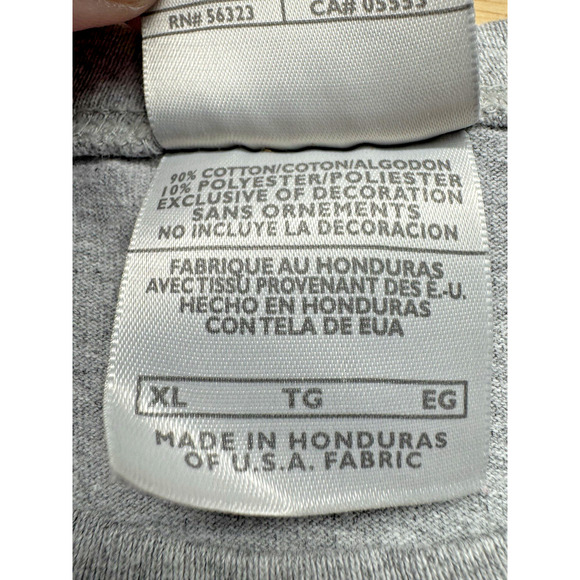 RN# 56323
CA# 05553
90% COTTON/COTON/ALGODON
10% POLYESTER/POLIESTER
EXCLUSIVE OF DECORATION
SANS ORNEMENTS
NO INCLUYE LA DECORACION
FABRIQUE AU HONDURAS
AVEC TISSU PROVENANT DES É.-U.
HECHO EN HONDURAS
CON TELA DE EUA
XL TG EG
MADE IN HONDURAS
OF U.S.A. FABRIC